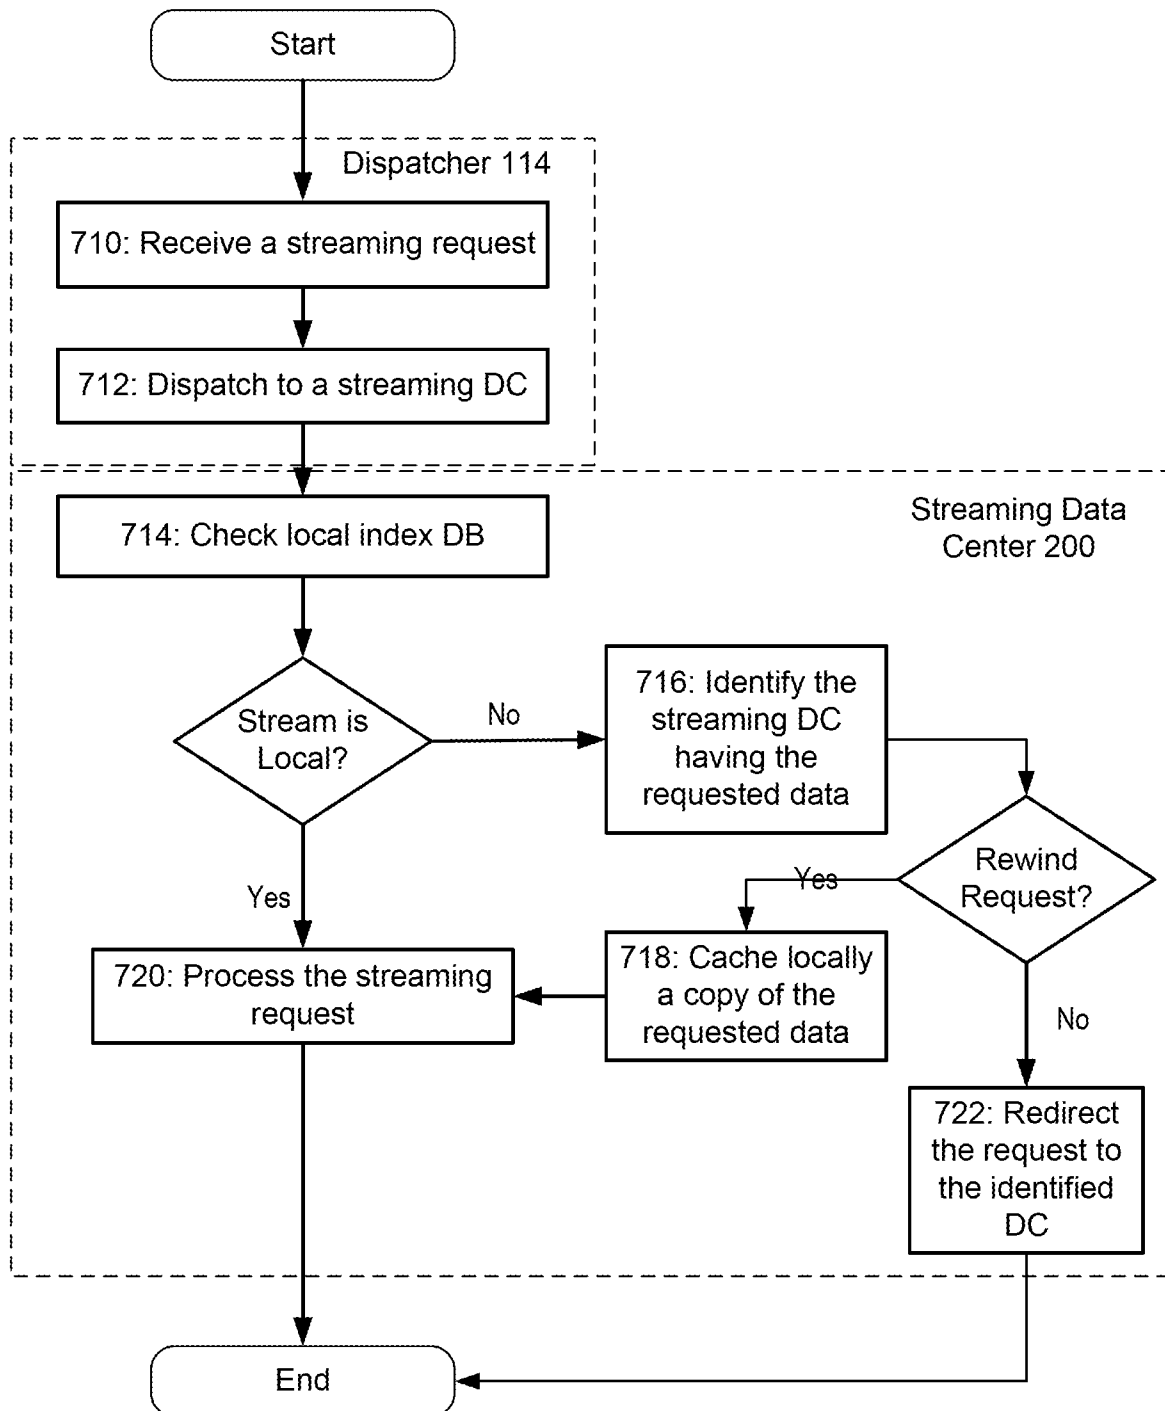 Start
Dispatcher 114
710: Receive a streaming request
712: Dispatch to a streaming DC
714: Check local index DB
Streaming Data
Center 200
Stream is
Local?
No
716: Identify the
streaming DC
having the
requested data
Rewind
Request?
Yes
Yes
718: Cache locally
a copy of the
requested data
720: Process the streaming
request
No
722: Redirect
the request to
the identified
DC
End